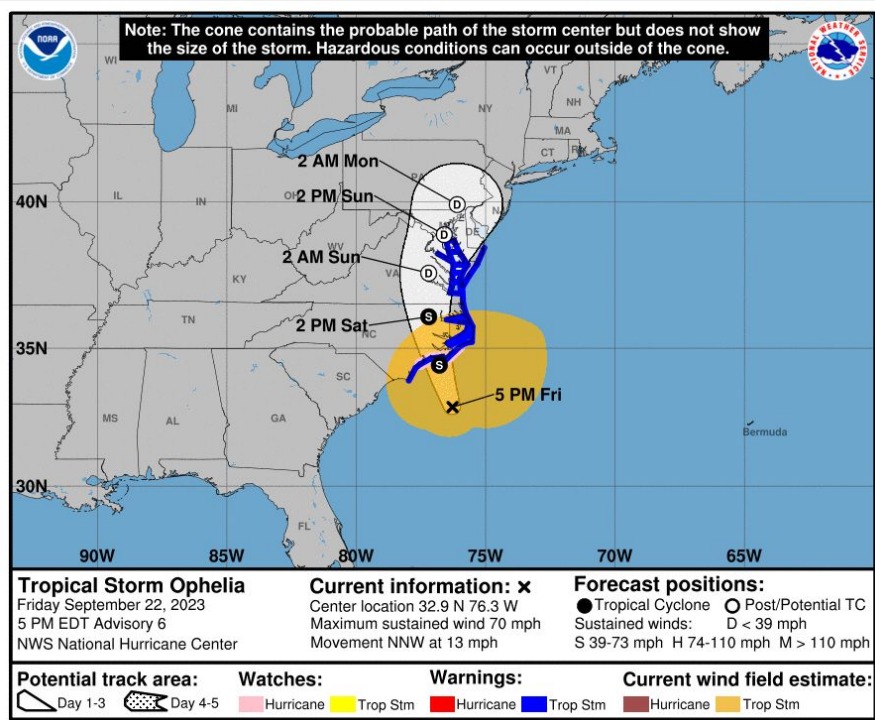 Note: The cone contains the probable path of the storm center but does not show
the size of the storm. Hazardous conditions can occur outside of the cone.
NOAA
NATIONAL WEATHER SERVICE
WI
VT
MI
NY
NH
MA
CT
2 AM Mon
PA
2 PM Sun
40N
IL
IN
D
NJ
D
DE
WV
2 AM Sun
KY
VA
D
2 PM Sat
S
TN
NC
35N
S
SC
5 PM Fri
MS
AL
GA
Bermuda
30N
FL
90W
85W
80W
75W
70W
65W
Tropical Storm Ophelia
Friday September 22, 2023
5 PM EDT Advisory 6
NWS National Hurricane Center
Current information: ×
Center location 32.9 N 76.3 W
Maximum sustained wind 70 mph
Movement NNW at 13 mph
Forecast positions:
Tropical Cyclone Post/Potential TC
Sustained winds: D < 39 mph
S 39-73 mph H 74-110 mph M > 110 mph
Potential track area:
Day 1-3 Day 4-5
Watches:
Hurricane Trop Stm
Warnings:
Hurricane Trop Stm
Current wind field estimate:
Hurricane Trop Stm